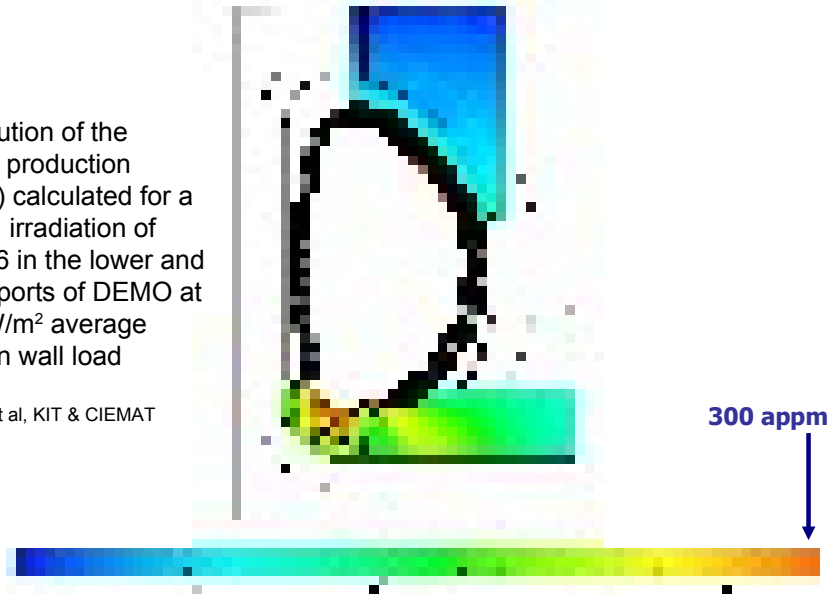 ution of the
production
) calculated for a
irradiation of
6 in the lower and
ports of DEMO at
V/m² average
n wall load
t al, KIT & CIEMAT
300 appm